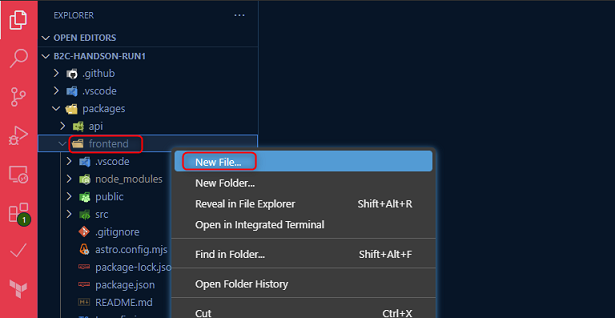 EXPLORER
OPEN EDITORS
B2C-HANDSON-RUN1
.github
.vscode
packages
api
frontend
.vscode
node_modules
public
src
.gitignore
astro.config.mjs
package-lock.jso
package.json
README.md
New File...
New Folder...
Reveal in File Explorer Shift+Alt+R
Open in Integrated Terminal
Find in Folder... Shift+Alt+F
Open Folder History
Cut Ctrl+X
1